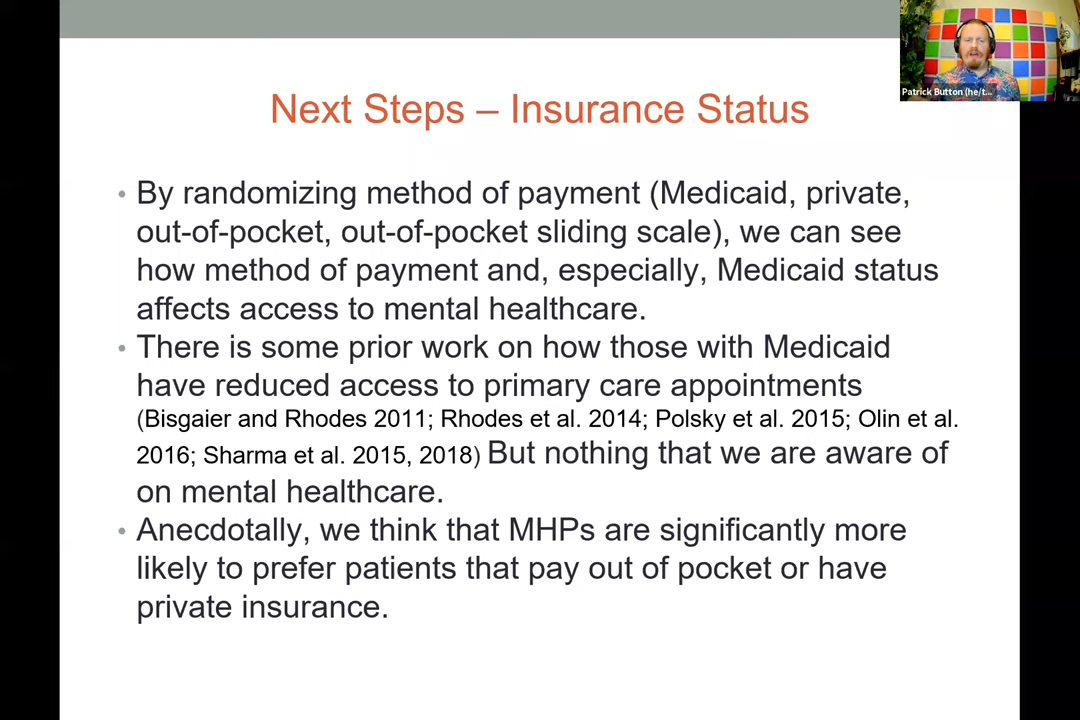 Patrick Button (he/t...
Next Steps – Insurance Status
• By randomizing method of payment (Medicaid, private,
out-of-pocket, out-of-pocket sliding scale), we can see
how method of payment and, especially, Medicaid status
affects access to mental healthcare.
• There is some prior work on how those with Medicaid
have reduced access to primary care appointments
(Bisgaier and Rhodes 2011; Rhodes et al. 2014; Polsky et al. 2015; Olin et al.
2016; Sharma et al. 2015, 2018) But nothing that we are aware of
on mental healthcare.
• Anecdotally, we think that MHPs are significantly more
likely to prefer patients that pay out of pocket or have
private insurance.